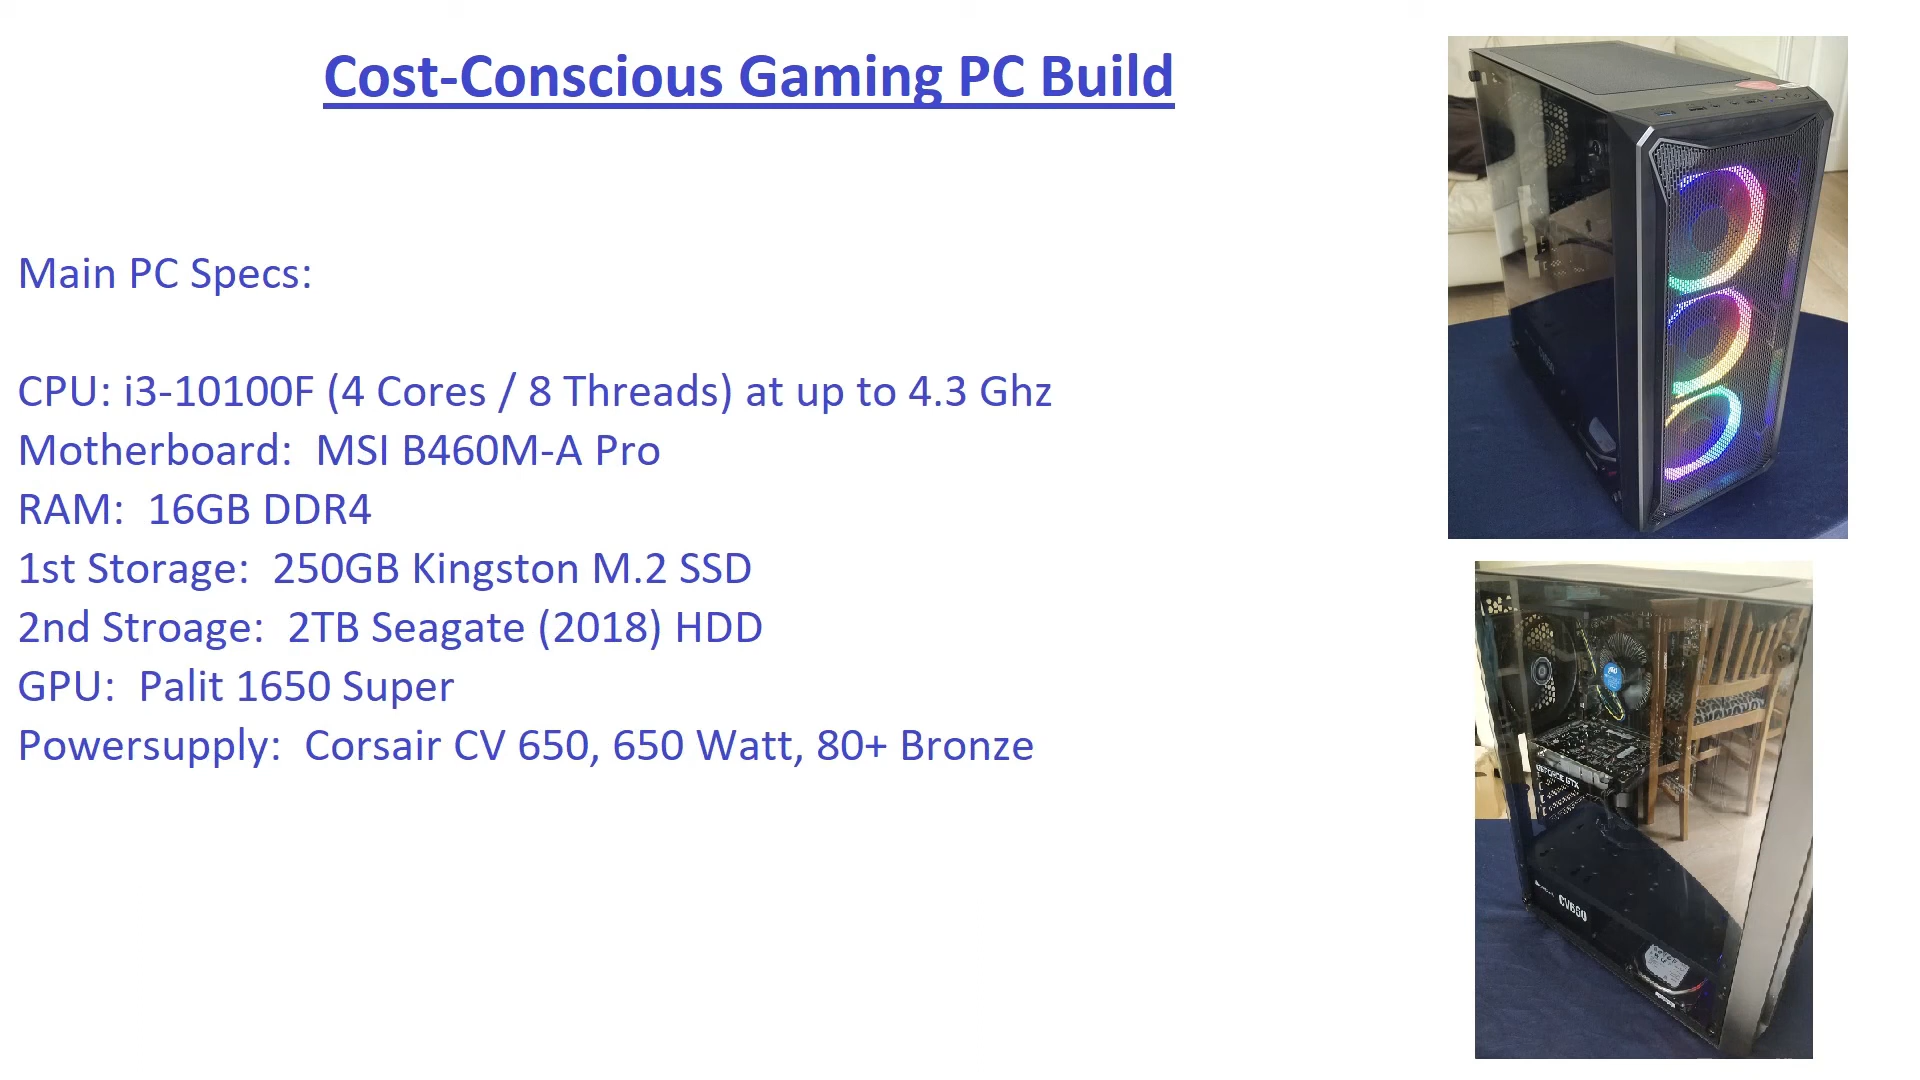 Cost-Conscious Gaming PC Build
Main PC Specs:
CPU: i3-10100F (4 Cores / 8 Threads) at up to 4.3 Ghz
Motherboard:  MSI B460M-A Pro
RAM:  16GB DDR4
1st Storage:  250GB Kingston M.2 SSD
2nd Stroage:  2TB Seagate (2018) HDD
GPU:  Palit 1650 Super
Powersupply:  Corsair CV 650, 650 Watt, 80+ Bronze
GEFORCE GTX
CV650